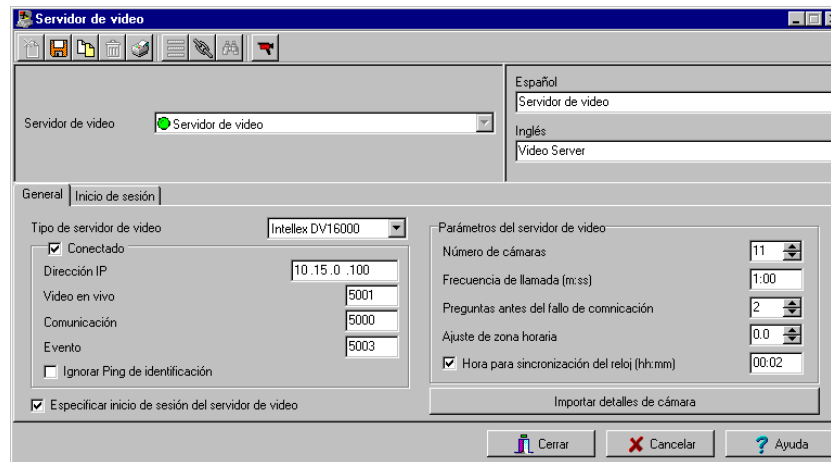 Servidor de video
Español
Servidor de video
Servidor de video
Servidor de video
Inglés
Video Server
General
Inicio de sesión
Tipo de servidor de video
Intellex DV16000
Conectado
Dirección IP
10 .15 .0 .100
Video en vivo
5001
Comunicación
5000
Evento
5003
Ignorar Ping de identificación
Especificar inicio de sesión del servidor de video
Parámetros del servidor de video
Número de cámaras
11
Frecuencia de llamada (m:ss)
1:00
Preguntas antes del fallo de comnicación
2
Ajuste de zona horaria
0.0
Hora para sincronización del reloj (hh:mm)
00:02
Importar detalles de cámara
Cerrar
Cancelar
Ayuda